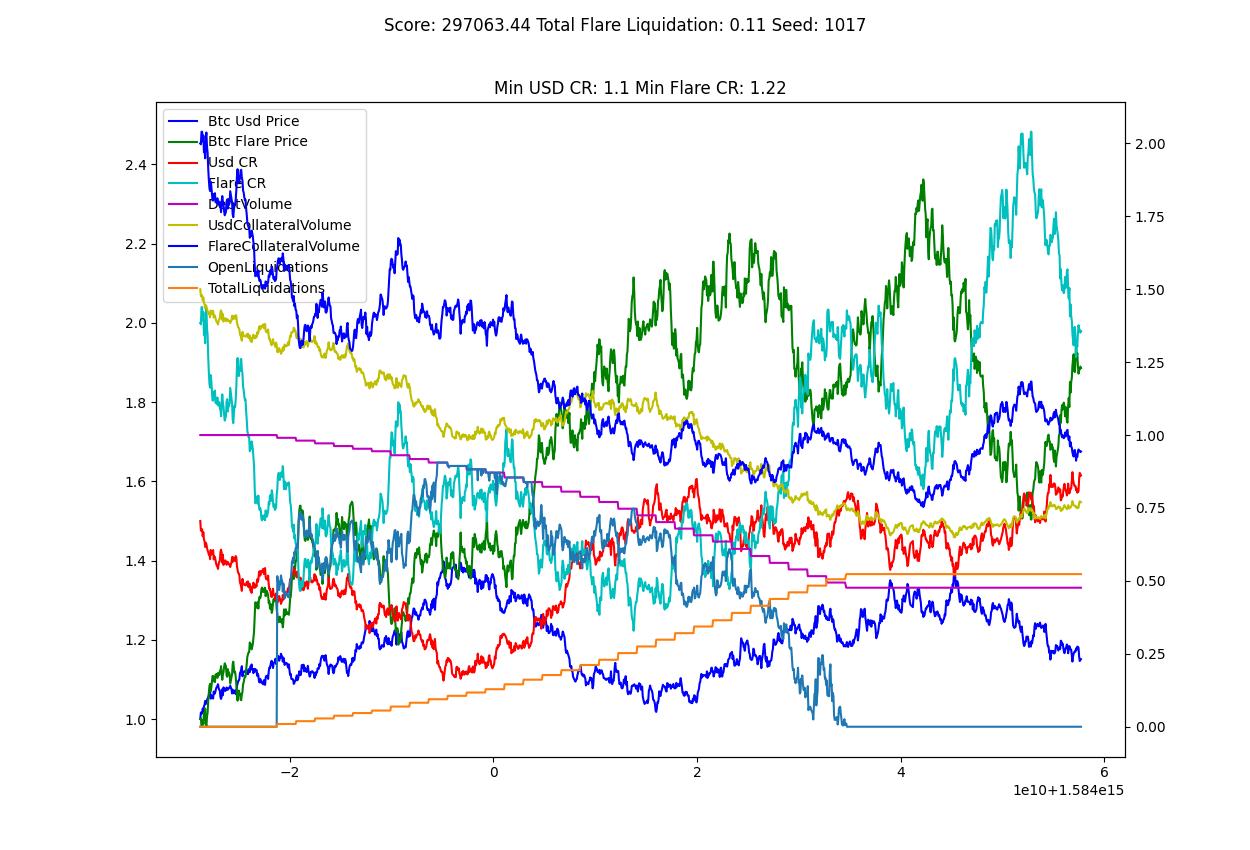 Score: 297063.44 Total Flare Liquidation: 0.11 Seed: 1017
Min USD CR: 1.1 Min Flare CR: 1.22
Btc Usd Price
Btc Flare Price
Usd CR
Flare CR
DebtVolume
UsdCollateralVolume
FlareCollateralVolume
OpenLiquidations
TotalLiquidations
2.4
2.2
2.0
1.8
1.6
1.4
1.2
1.0
2.00
1.75
1.50
1.25
1.00
0.75
0.50
0.25
0.00
−2 0 2 4 6
1e10+1.584e15